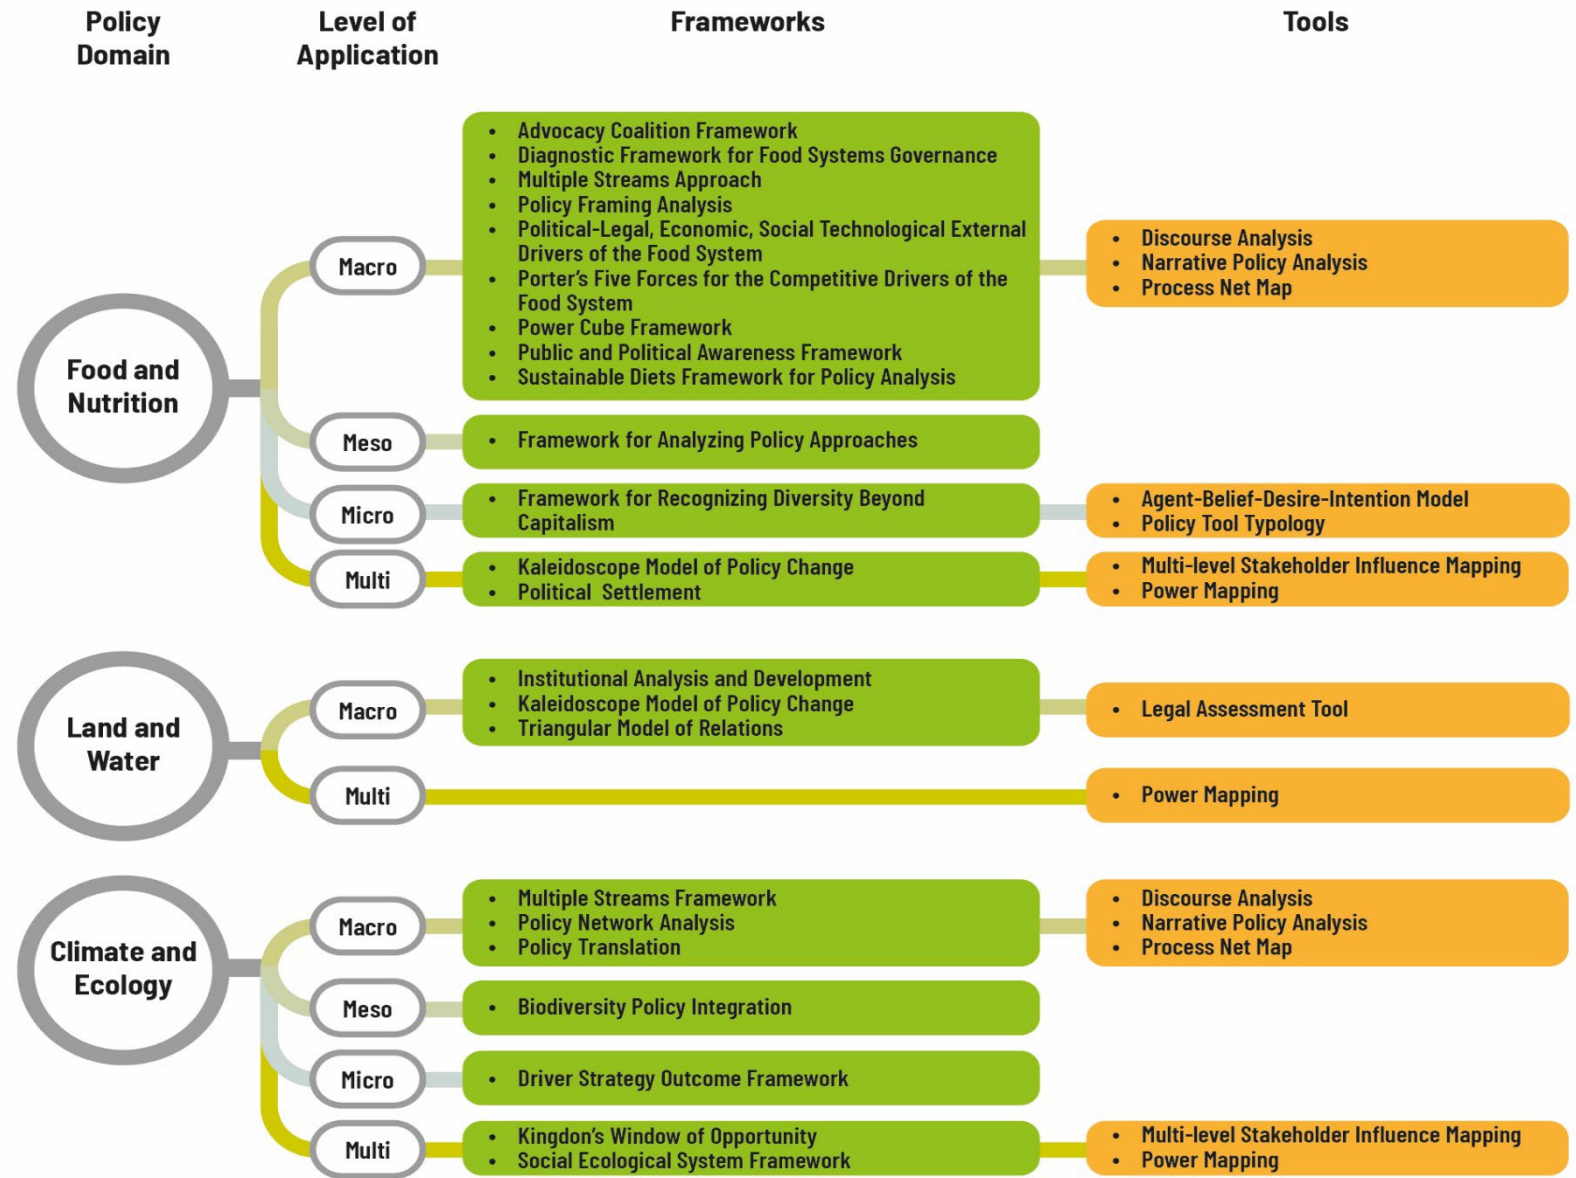 Policy
Domain
Level of
Application
Frameworks
Tools
Food and
Nutrition
Macro
• Advocacy Coalition Framework
• Diagnostic Framework for Food Systems Governance
• Multiple Streams Approach
• Policy Framing Analysis
• Political-Legal, Economic, Social Technological External
Drivers of the Food System
• Porter's Five Forces for the Competitive Drivers of the
Food System
• Power Cube Framework
• Public and Political Awareness Framework
• Sustainable Diets Framework for Policy Analysis
• Discourse Analysis
• Narrative Policy Analysis
• Process Net Map
Meso
• Framework for Analyzing Policy Approaches
Micro
• Framework for Recognizing Diversity Beyond
Capitalism
• Agent-Belief-Desire-Intention Model
• Policy Tool Typology
Multi
• Kaleidoscope Model of Policy Change
• Political Settlement
• Multi-level Stakeholder Influence Mapping
• Power Mapping
Land and
Water
Macro
• Institutional Analysis and Development
• Kaleidoscope Model of Policy Change
• Triangular Model of Relations
• Legal Assessment Tool
Multi
• Power Mapping
Climate and
Ecology
Macro
• Multiple Streams Framework
• Policy Network Analysis
• Policy Translation
• Discourse Analysis
• Narrative Policy Analysis
• Process Net Map
Meso
• Biodiversity Policy Integration
Micro
• Driver Strategy Outcome Framework
Multi
• Kingdon's Window of Opportunity
• Social Ecological System Framework
• Multi-level Stakeholder Influence Mapping
• Power Mapping